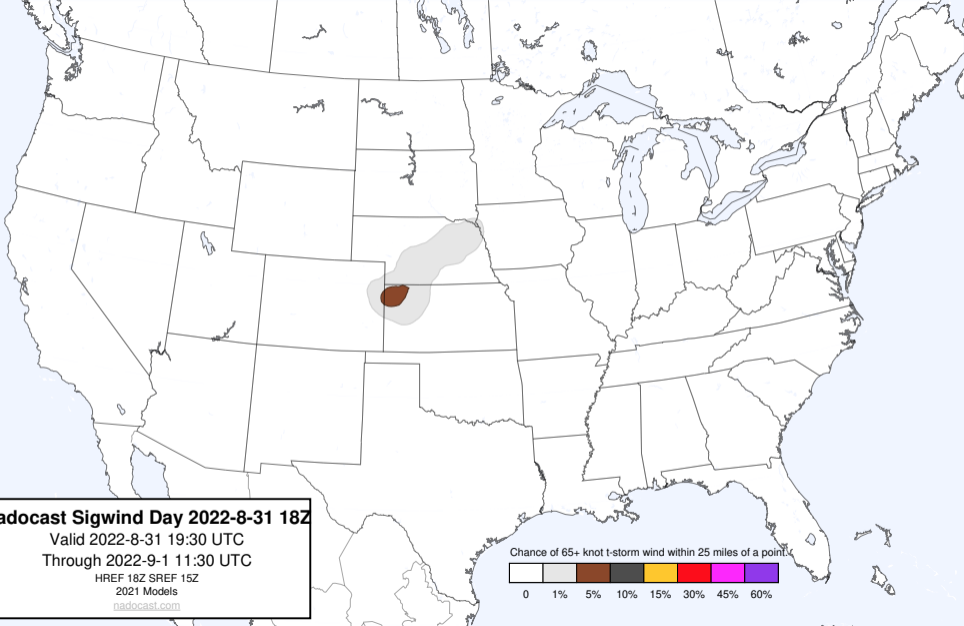 adocast Sigwind Day 2022-8-31 18Z
Valid 2022-8-31 19:30 UTC
Through 2022-9-1 11:30 UTC
HREF 18Z SREF 15Z
2021 Models
nadocast.com
Chance of 65+ knot t-storm wind within 25 miles of a point.
0 1% 5% 10% 15% 30% 45% 60%